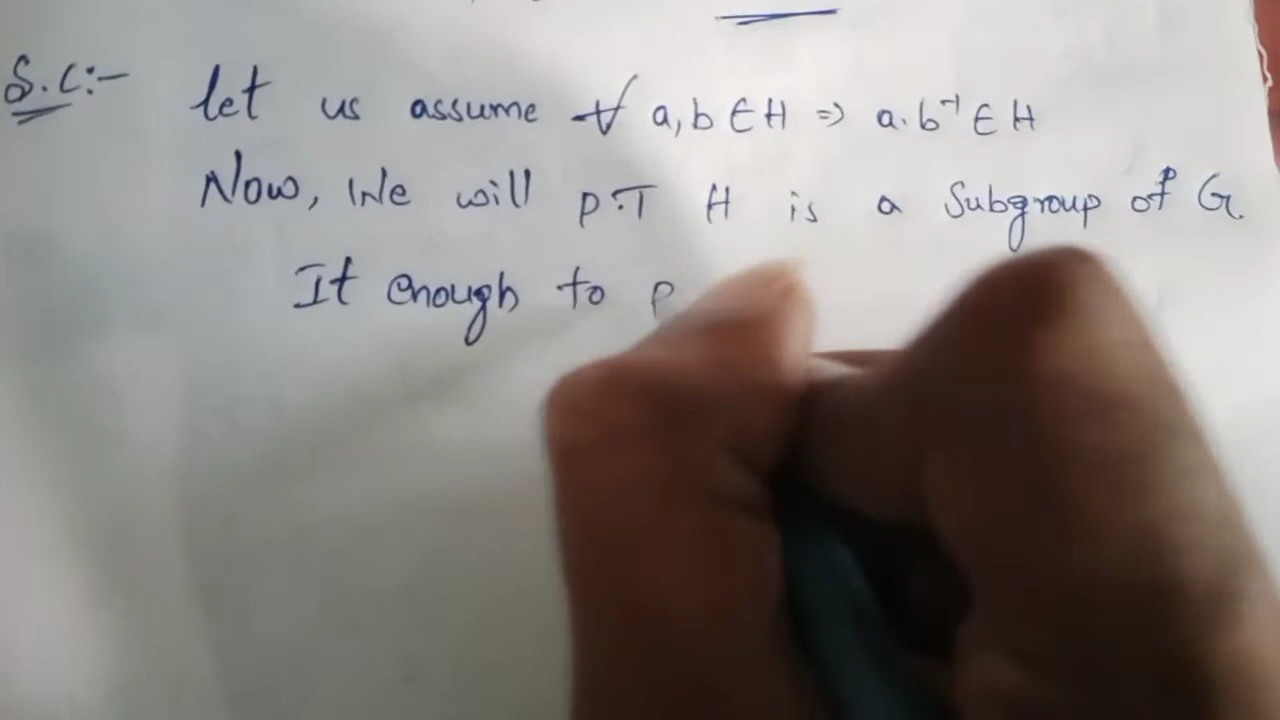 S.C:- let us assume ∀ a,b ∈ H ⇒ a.b⁻¹ ∈ H
Now, We will P.T H is a Subgroup of G.
It enough to P